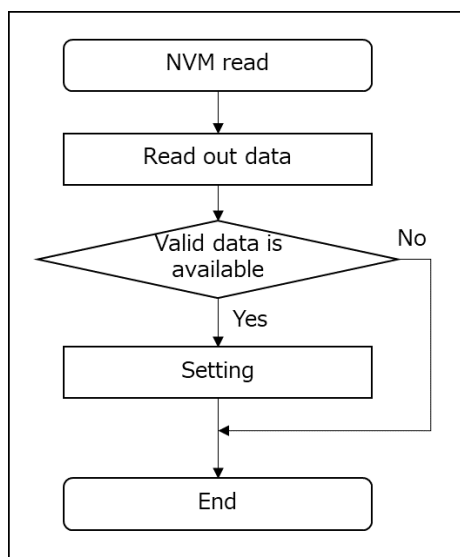 NVM read
Read out data
Valid data is
available
No
Yes
Setting
End